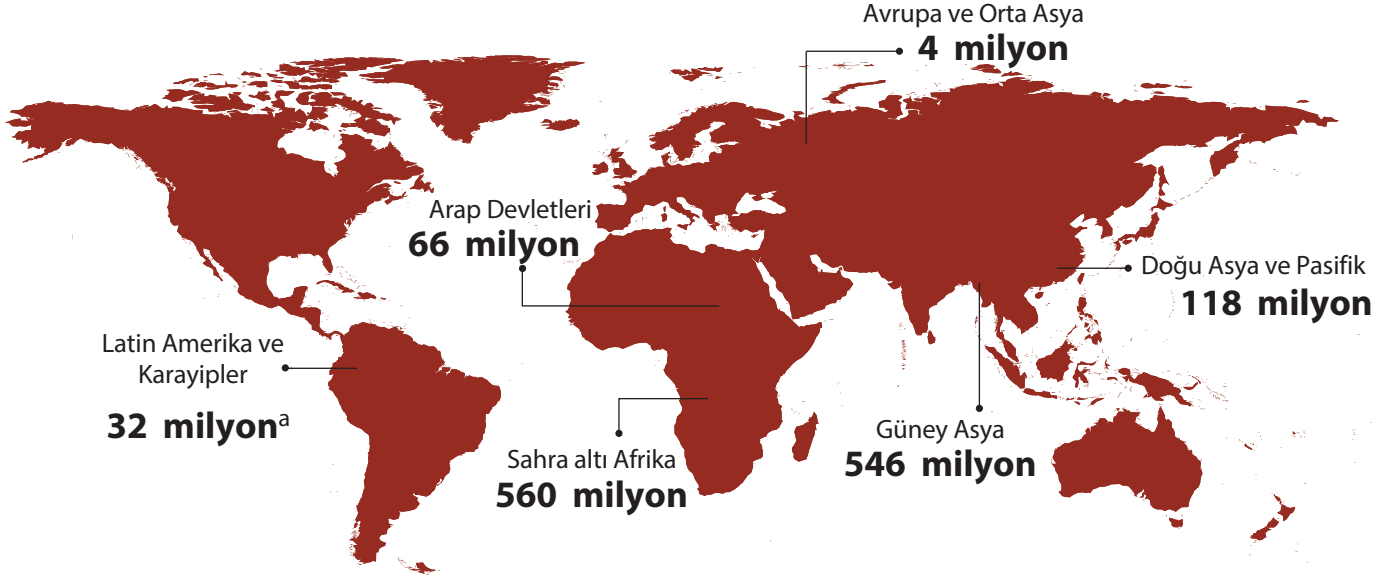 Avrupa ve Orta Asya
4 milyon
Arap Devletleri
66 milyon
Doğu Asya ve Pasifik
118 milyon
Latin Amerika ve
Karayipler
32 milyonᵃ
Güney Asya
546 milyon
Sahra altı Afrika
560 milyon